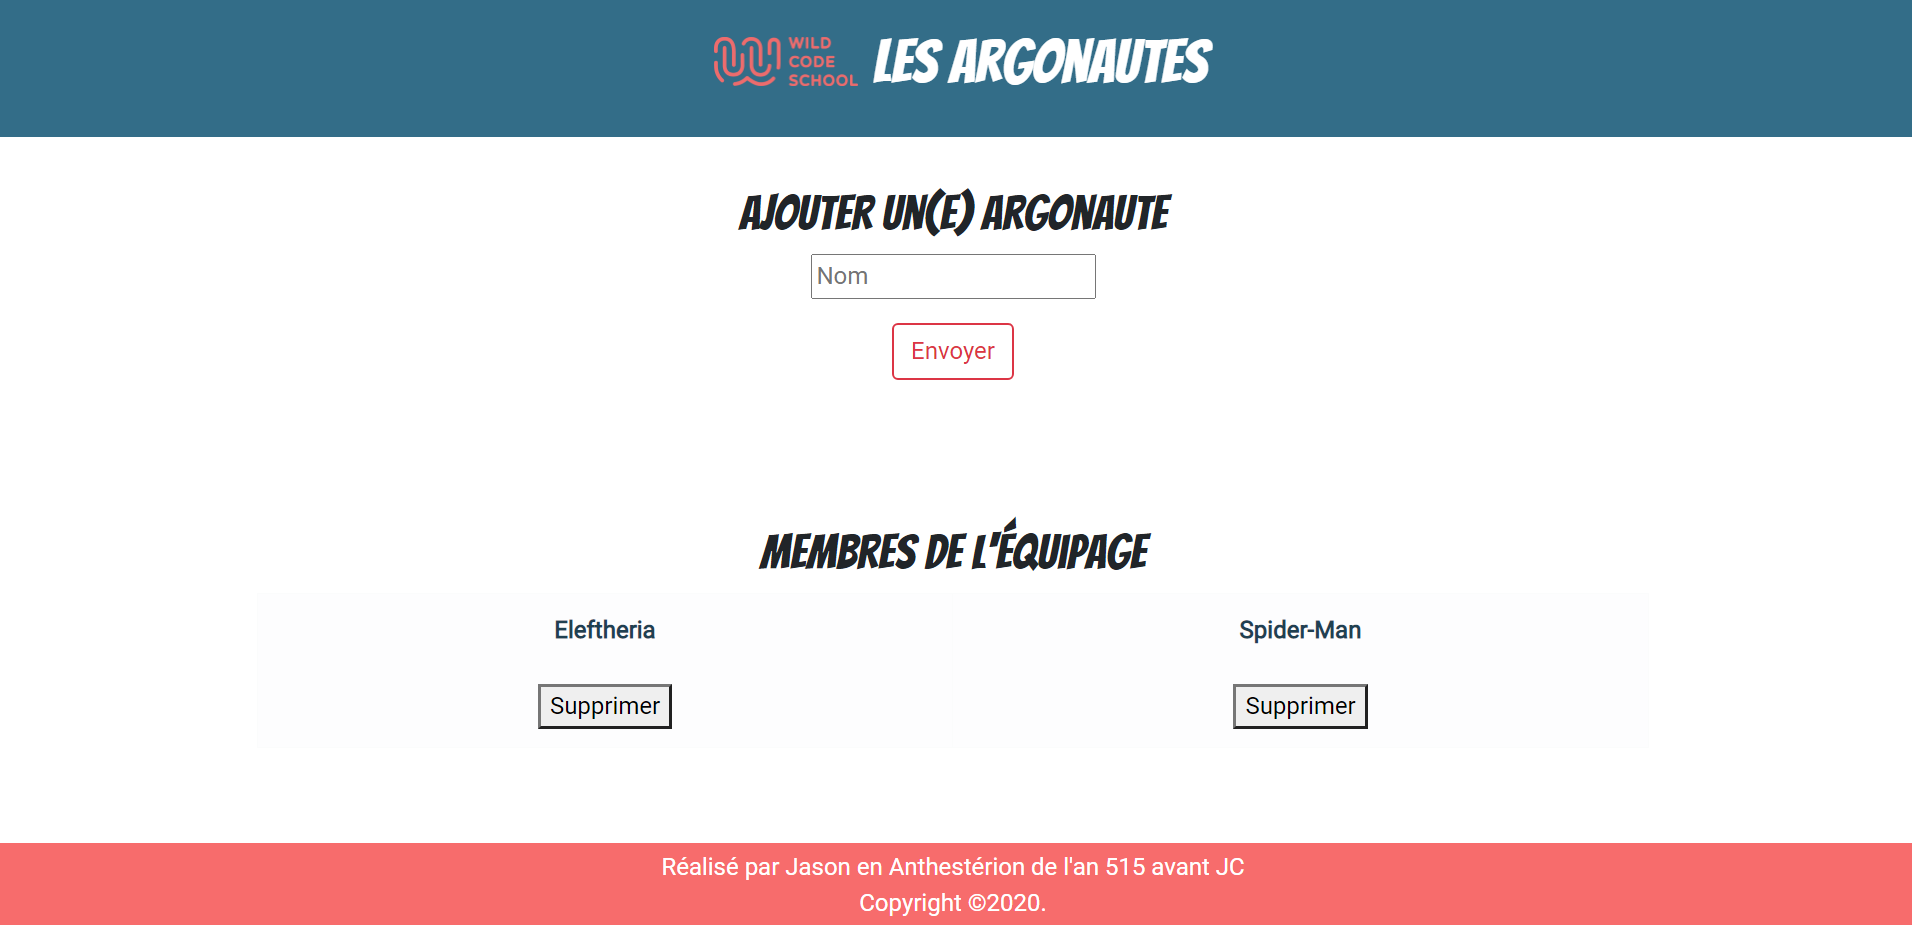 WILD
CODE
SCHOOL
LES ARGONAUTES
AJOUTER UN(E) ARGONAUTE
Nom
Envoyer
MEMBRES DE L'ÉQUIPAGE
Eleftheria
Spider-Man
Supprimer
Supprimer
Réalisé par Jason en Anthestérion de l'an 515 avant JC
Copyright ©2020.